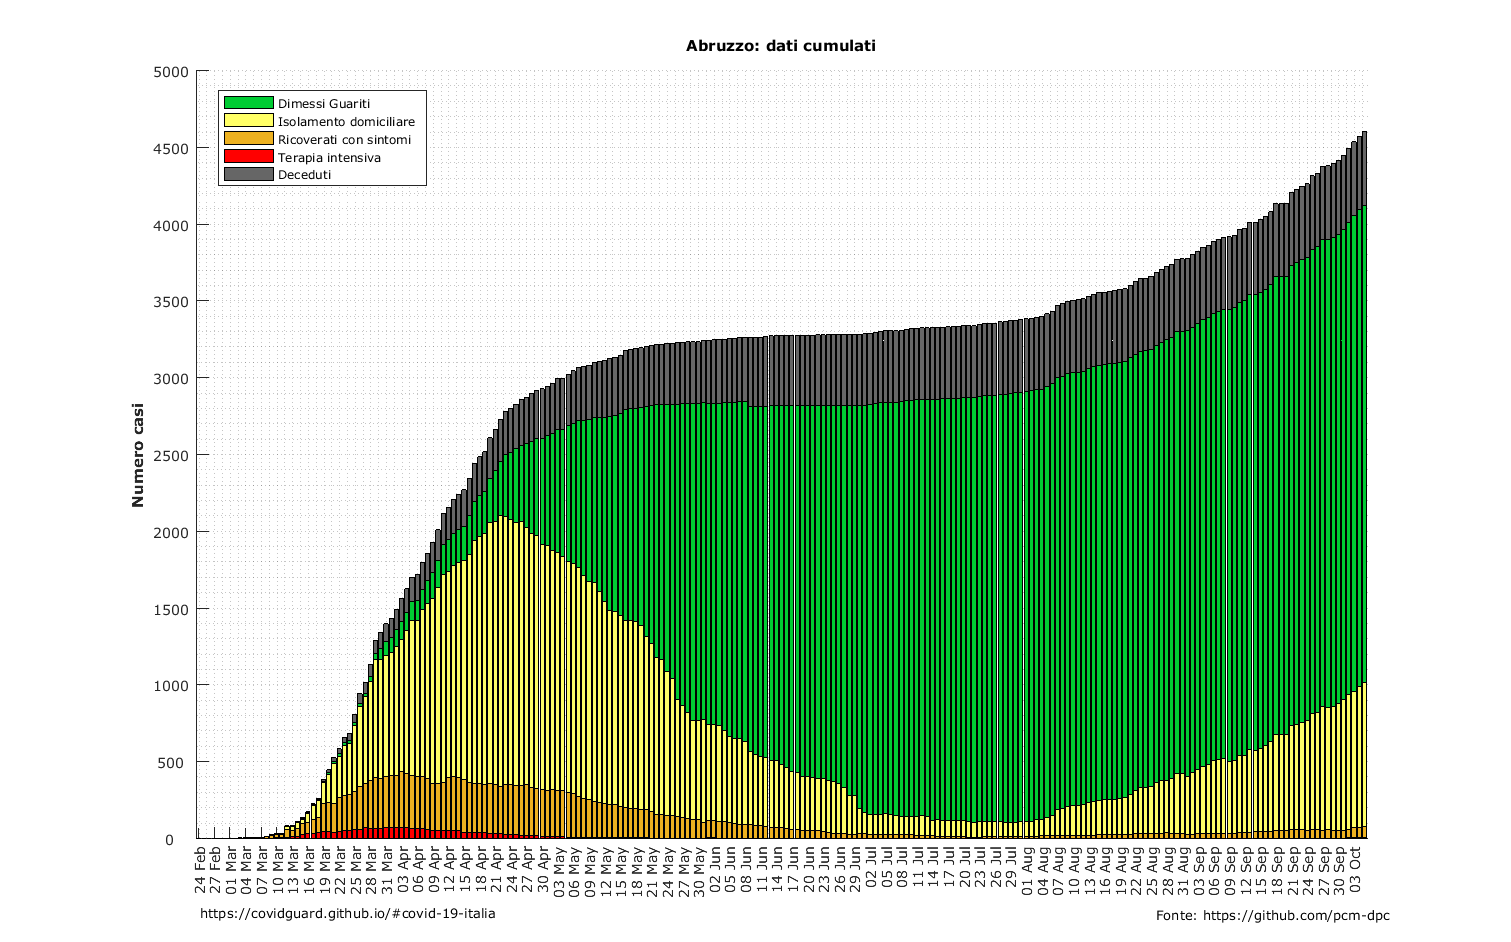 Abruzzo: dati cumulati
5000
4500
4000
3500
3000
2500
2000
1500
1000
500
0
Numero casi
Dimessi Guariti
Isolamento domiciliare
Ricoverati con sintomi
Terapia intensiva
Deceduti
24 Feb
27 Feb
01 Mar
04 Mar
07 Mar
10 Mar
13 Mar
16 Mar
19 Mar
22 Mar
25 Mar
28 Mar
31 Mar
03 Apr
06 Apr
09 Apr
12 Apr
15 Apr
18 Apr
21 Apr
24 Apr
27 Apr
30 Apr
03 May
06 May
09 May
12 May
15 May
18 May
21 May
24 May
27 May
30 May
02 Jun
05 Jun
08 Jun
11 Jun
14 Jun
17 Jun
20 Jun
23 Jun
26 Jun
29 Jun
02 Jul
05 Jul
08 Jul
11 Jul
14 Jul
17 Jul
20 Jul
23 Jul
26 Jul
29 Jul
01 Aug
04 Aug
07 Aug
10 Aug
13 Aug
16 Aug
19 Aug
22 Aug
25 Aug
28 Aug
31 Aug
03 Sep
06 Sep
09 Sep
12 Sep
15 Sep
18 Sep
21 Sep
24 Sep
27 Sep
30 Sep
03 Oct
https://covidguard.github.io/#covid-19-italia
Fonte: https://github.com/pcm-dpc